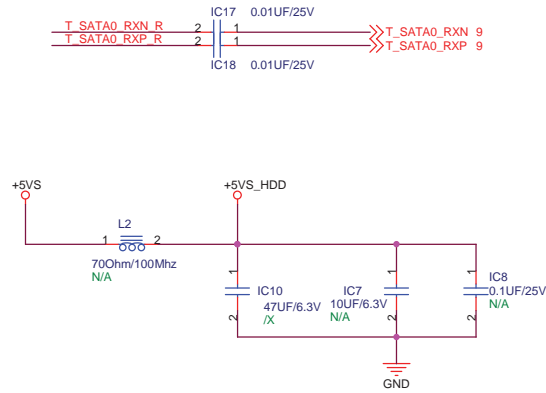 IC17 0.01UF/25V
T_SATA0_RXN_R 2 1 T_SATA0_RXN 9
T_SATA0_RXP_R 2 1 T_SATA0_RXP 9
IC18 0.01UF/25V
+5VS +5VS_HDD
L2
1 2
70Ohm/100Mhz
N/A
1 1 1
IC10 IC7 IC8
47UF/6.3V 10UF/6.3V 0.1UF/25V
/X N/A N/A
2 2 2
GND